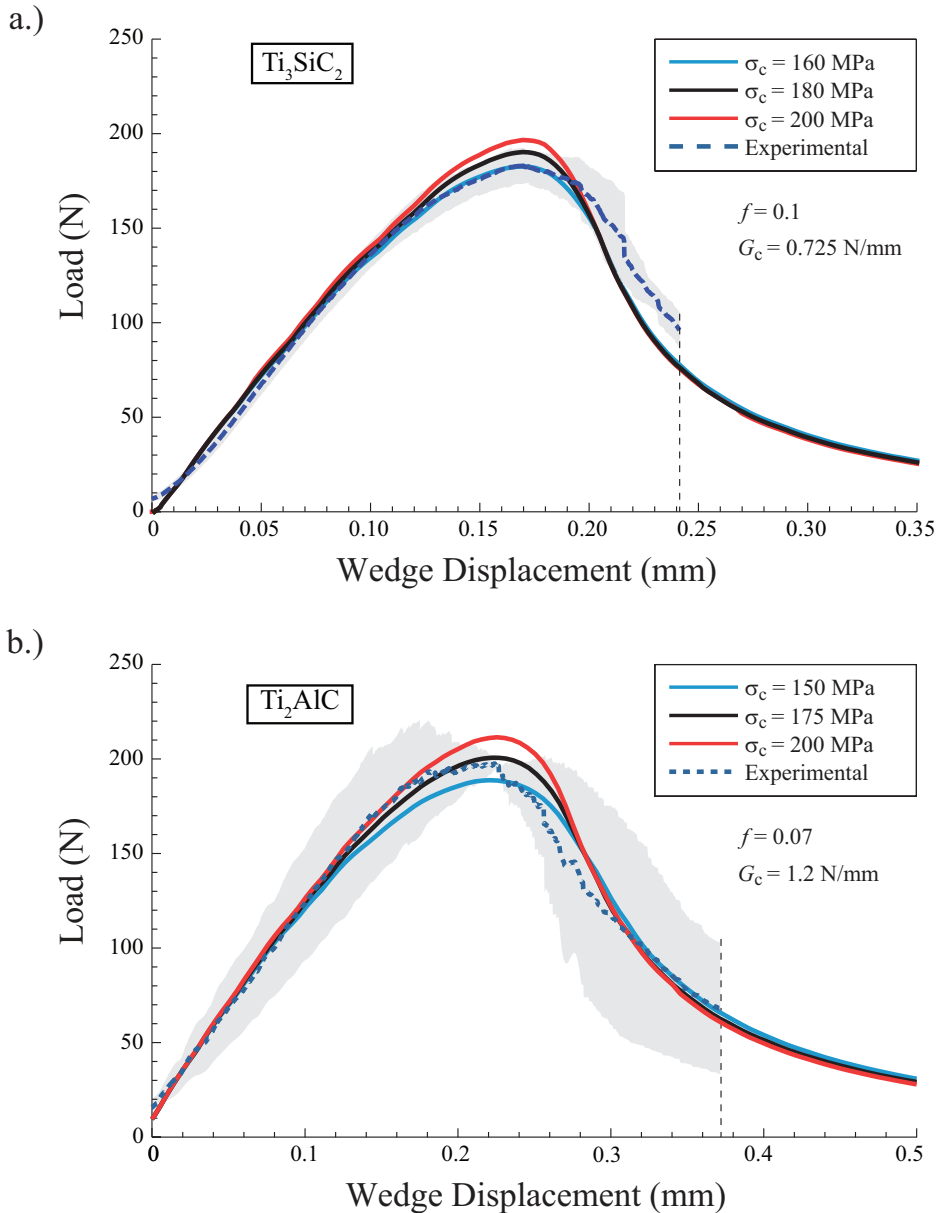 a.)
250
200
150
100
50
0
Load (N)
Ti₃SiC₂
σc = 160 MPa
σc = 180 MPa
σc = 200 MPa
Experimental
f = 0.1
Gc = 0.725 N/mm
0 0.05 0.10 0.15 0.20 0.25 0.30 0.35
Wedge Displacement (mm)
b.)
250
200
150
100
50
0
Load (N)
Ti₂AlC
σc = 150 MPa
σc = 175 MPa
σc = 200 MPa
Experimental
f = 0.07
Gc = 1.2 N/mm
0 0.1 0.2 0.3 0.4 0.5
Wedge Displacement (mm)